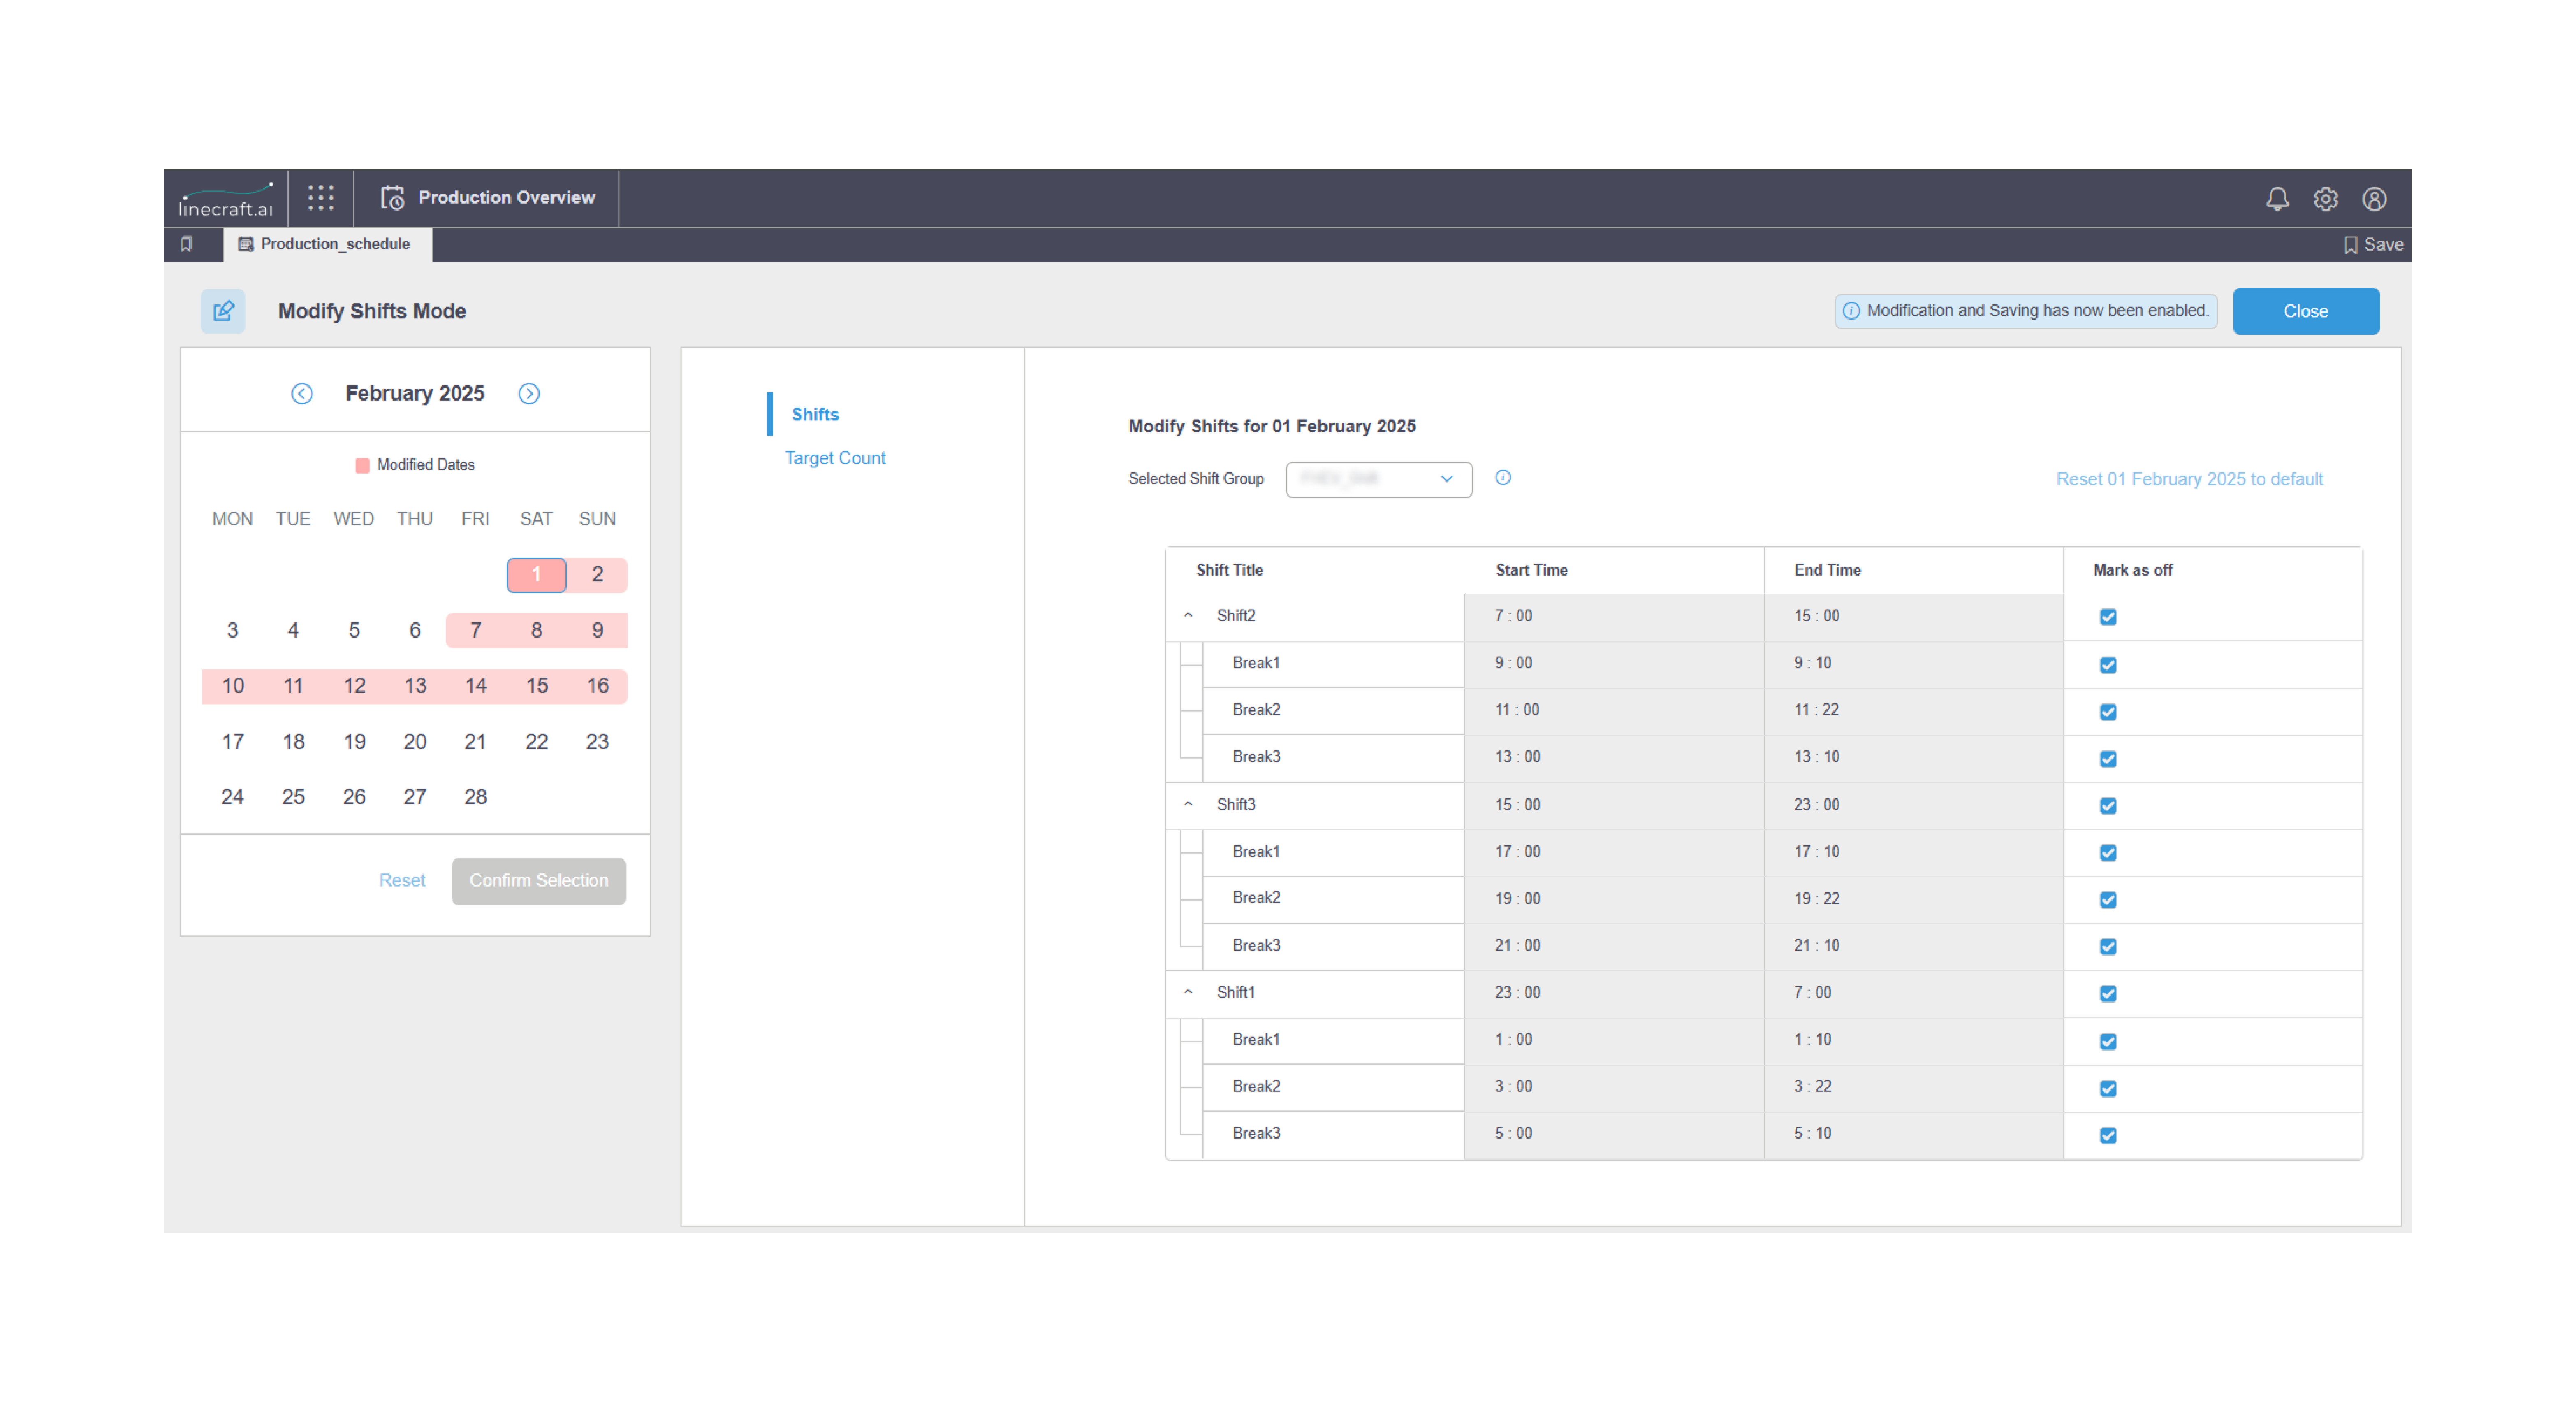 linecraft.ai
Production Overview
Production_schedule
Save
Modify Shifts Mode
Modification and Saving has now been enabled.
Close
February 2025
Modified Dates
MON TUE WED THU FRI SAT SUN
1 2
3 4 5 6 7 8 9
10 11 12 13 14 15 16
17 18 19 20 21 22 23
24 25 26 27 28
Reset
Confirm Selection
Shifts
Target Count
Modify Shifts for 01 February 2025
Selected Shift Group
Reset 01 February 2025 to default
Shift Title Start Time End Time Mark as off
Shift2 7 : 00 15 : 00
Break1 9 : 00 9 : 10
Break2 11 : 00 11 : 22
Break3 13 : 00 13 : 10
Shift3 15 : 00 23 : 00
Break1 17 : 00 17 : 10
Break2 19 : 00 19 : 22
Break3 21 : 00 21 : 10
Shift1 23 : 00 7 : 00
Break1 1 : 00 1 : 10
Break2 3 : 00 3 : 22
Break3 5 : 00 5 : 10